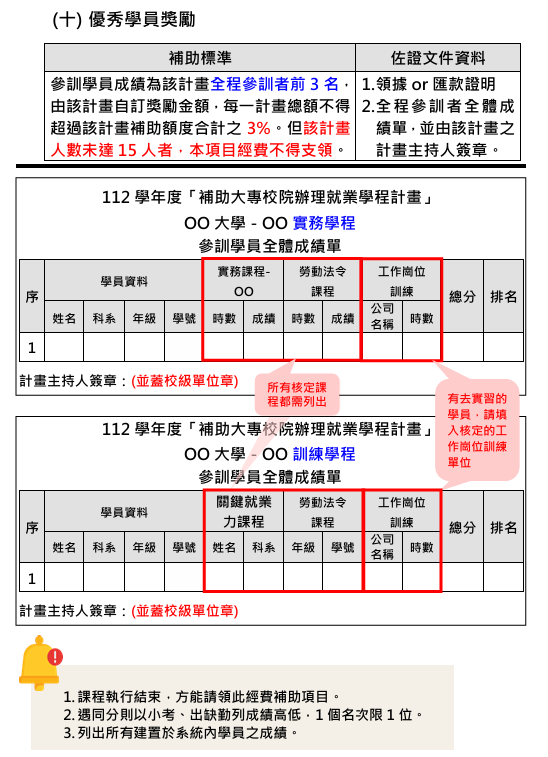 (十) 優秀學員獎勵
補助標準
佐證文件資料
參訓學員成績為該計畫全程參訓者前 3 名，
由該計畫自訂獎勵金額，每一計畫總額不得
超過該計畫補助額度合計之 3%。但該計畫
人數未達 15 人者，本項目經費不得支領。
1.領據 or 匯款證明
2.全程參訓者全體成
績單，並由該計畫之
計畫主持人簽章。
112 學年度「補助大專校院辦理就業學程計畫」
OO 大學 - OO 實務學程
參訓學員全體成績單
序
學員資料
實務課程-
OO
勞動法令
課程
工作崗位
訓練
總分
排名
姓名
科系
年級
學號
時數
成績
時數
成績
公司
名稱
時數
1
計畫主持人簽章：(並蓋校級單位章)
所有核定課
程都需列出
有去實習的
學員，請填
入核定的工
作崗位訓練
單位
112 學年度「補助大專校院辦理就業學程計畫」
OO 大學 - OO 訓練學程
參訓學員全體成績單
序
學員資料
關鍵就業
力課程
勞動法令
課程
工作崗位
訓練
總分
排名
姓名
科系
年級
學號
姓名
科系
年級
學號
公司
名稱
時數
1
計畫主持人簽章：(並蓋校級單位章)
1. 課程執行結束，方能請領此經費補助項目。
2. 遇同分則以小考、出缺勤列成績高低，1 個名次限 1 位。
3. 列出所有建置於系統內學員之成績。